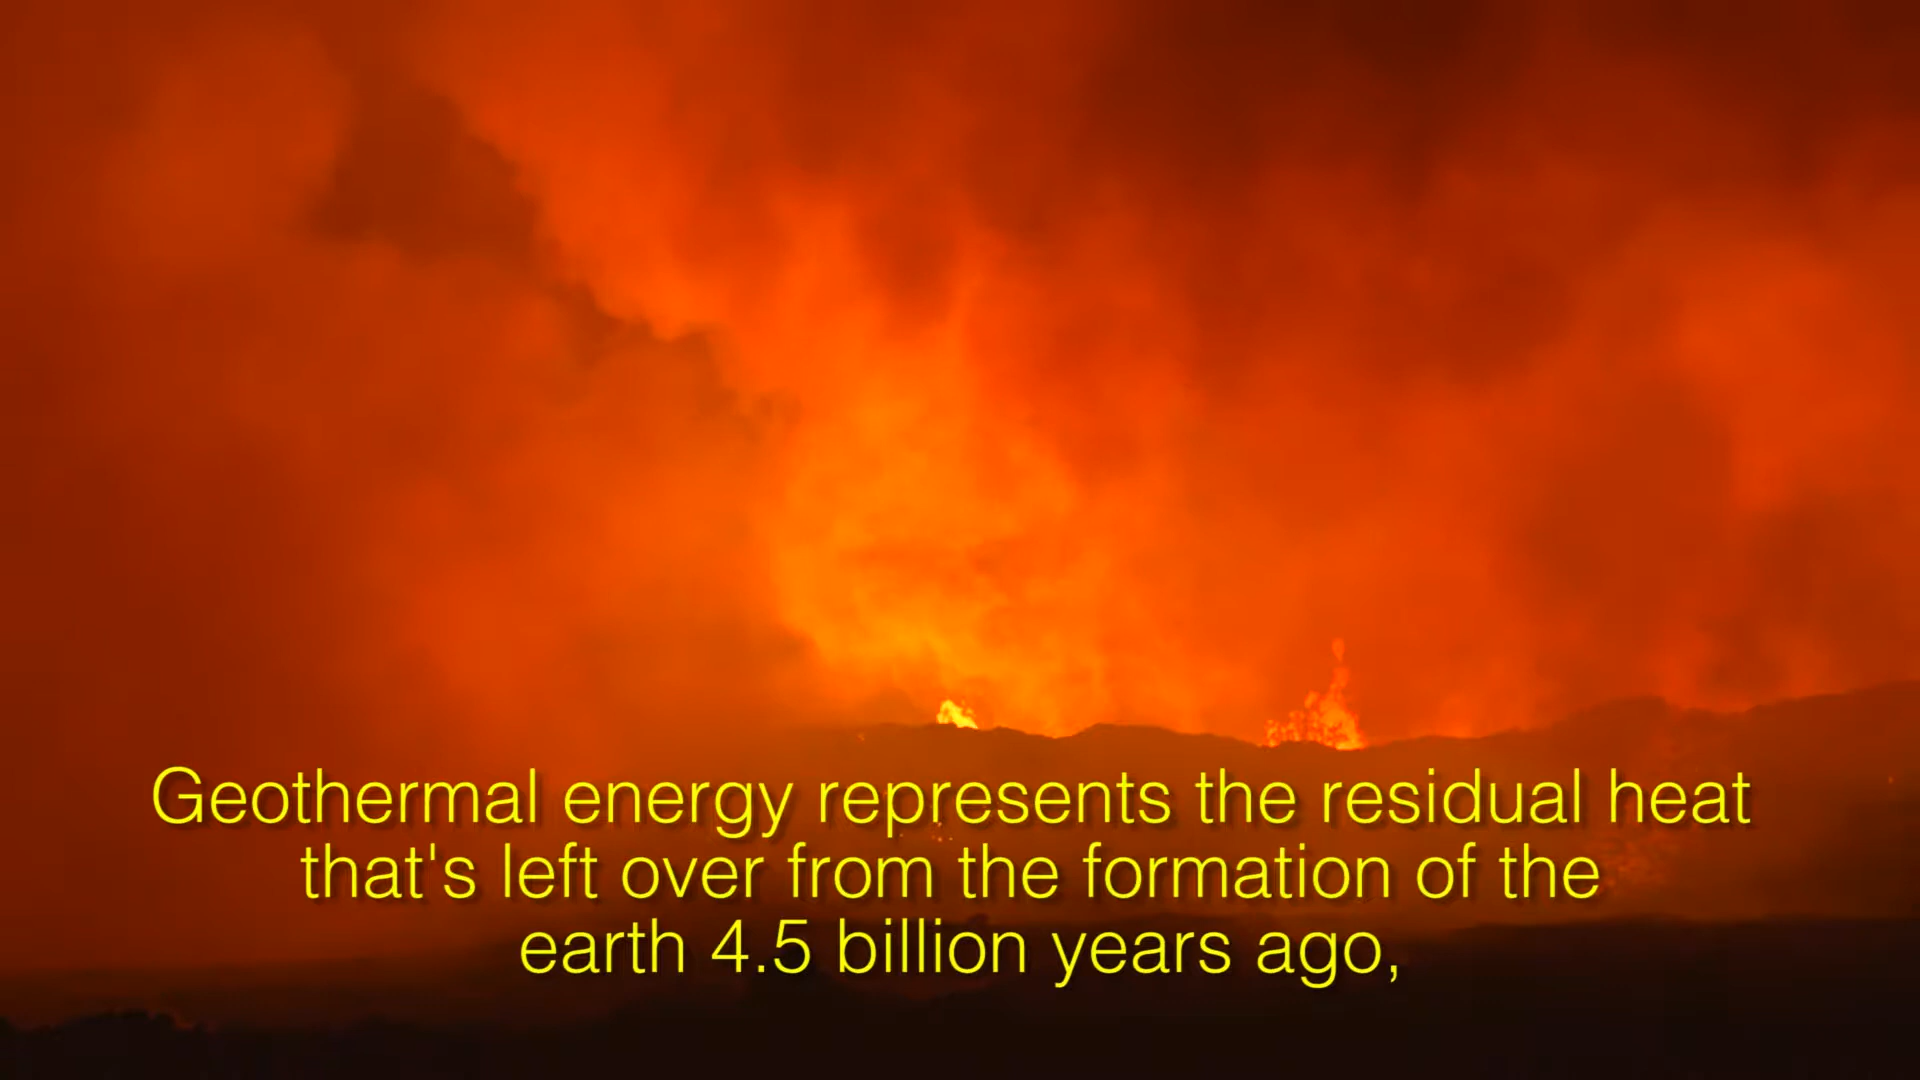 Geothermal energy represents the residual heat
that's left over from the formation of the
earth 4.5 billion years ago,